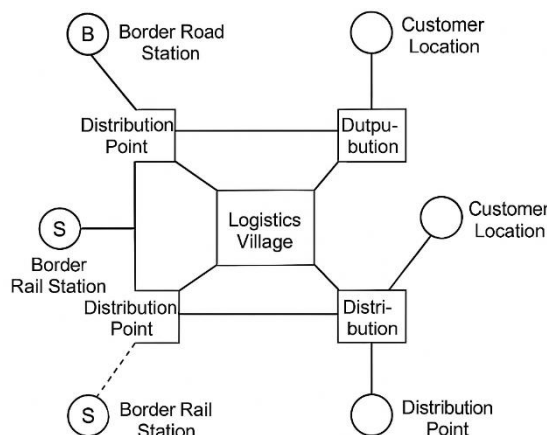 B
Border Road
Station
Customer
Location
Distribution
Point
Dutpu-
bution
Logistics
Village
S
Border
Rail Station
Customer
Location
Distribution
Point
Distri-
bution
S
Border Rail
Station
Distribution
Point